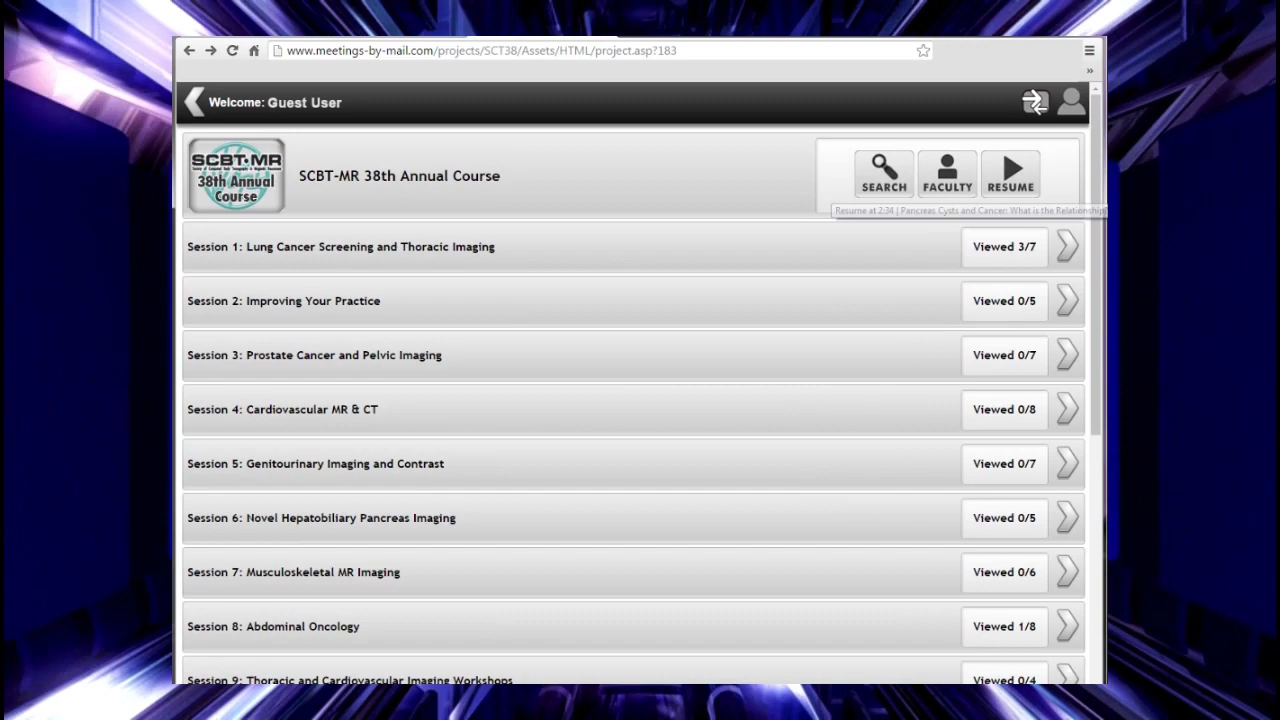 www.meetings-by-mail.com/projects/SCT38/Assets/HTML/project.asp?183
»
Welcome: Guest User
SCBT-MR
38th Annual
Course
SCBT-MR 38th Annual Course
SEARCH
FACULTY
RESUME
Resume at 2:34 | Pancreas Cysts and Cancer: What is the Relationship
Session 1: Lung Cancer Screening and Thoracic Imaging
Viewed 3/7
Session 2: Improving Your Practice
Viewed 0/5
Session 3: Prostate Cancer and Pelvic Imaging
Viewed 0/7
Session 4: Cardiovascular MR & CT
Viewed 0/8
Session 5: Genitourinary Imaging and Contrast
Viewed 0/7
Session 6: Novel Hepatobiliary Pancreas Imaging
Viewed 0/5
Session 7: Musculoskeletal MR Imaging
Viewed 0/6
Session 8: Abdominal Oncology
Viewed 1/8
Session 9: Thoracic and Cardiovascular Imaging Workshops
Viewed 0/4